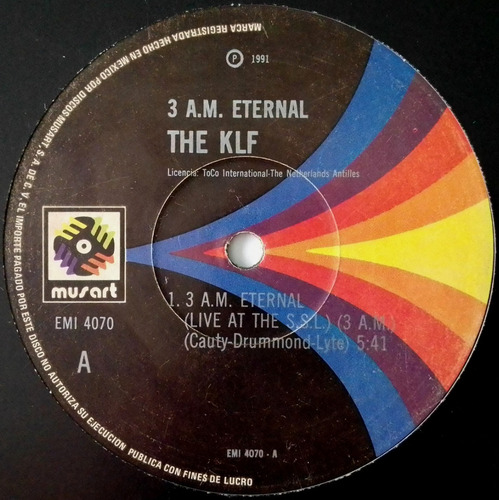 MARCA REGISTRADA HECHO EN MEXICO POR DISCOS MUSART, S. A. DE C. V. EL IMPORTE PAGADO POR ESTE DISCO NO AUTORIZA SU EJECUCION PUBLICA CON FINES DE LUCRO
℗ 1991
3 A.M. ETERNAL
THE KLF
Licencia: ToCo International-The Netherlands Antilles
musart
EMI 4070
A
1. 3 A.M. ETERNAL
(LIVE AT THE S.S.L.) (3 A.M.)
(Cauty-Drummond-Lyte) 5:41
EMI 4070 - A